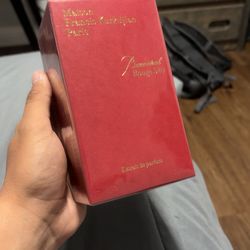 Maison
Francis Kurkdjian
Paris
Baccarat
Rouge 540
Extrait de parfum